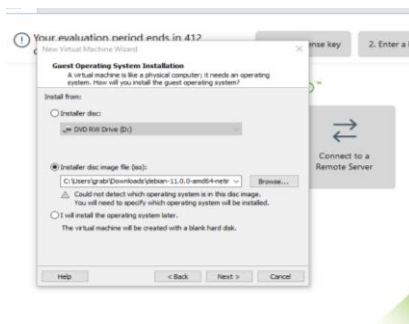 Your evaluation period ends in 41?
New Virtual Machine Wizard
Guest Operating System Installation
A virtual machine is like a physical computer; it needs an operating
system. How will you install the guest operating system?
Install from:
Installer disc:
DVD RW Drive (D:)
Installer disc image file (iso):
C:\Users\grabi\Downloads\debian-11.0.0-amd64-netir
Browse...
Could not detect which operating system is in this disc image.
You will need to specify which operating system will be installed.
I will install the operating system later.
The virtual machine will be created with a blank hard disk.
Help
< Back
Next >
Cancel
nse key
2. Enter a
Connect to a
Remote Server